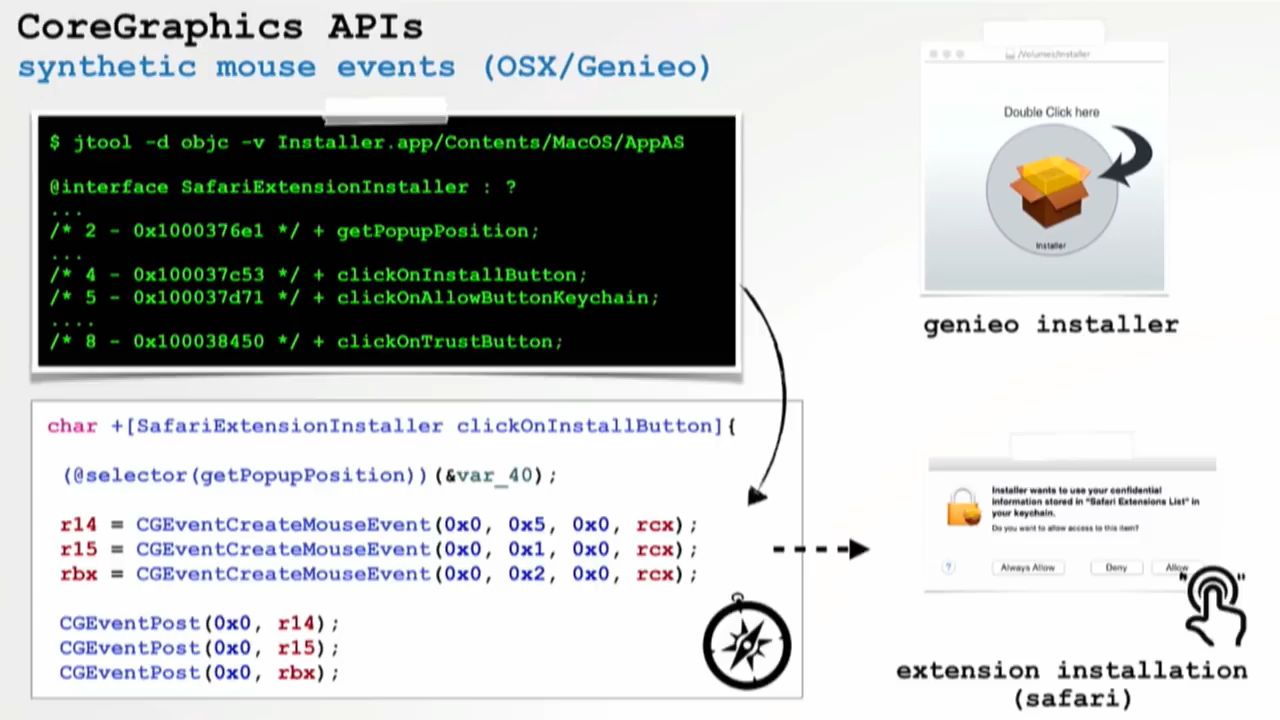 CoreGraphics APIs
synthetic mouse events (OSX/Genieo)
$ jtool -d objc -v Installer.app/Contents/MacOS/AppAS
@interface SafariExtensionInstaller : ?
...
/* 2 - 0x1000376e1 */ + getPopupPosition;
...
/* 4 - 0x100037c53 */ + clickOnInstallButton;
/* 5 - 0x100037d71 */ + clickOnAllowButtonKeychain;
....
/* 8 - 0x100038450 */ + clickOnTrustButton;
char +[SafariExtensionInstaller clickOnInstallButton]{
(@selector(getPopupPosition))(&var_40);
r14 = CGEventCreateMouseEvent(0x0, 0x5, 0x0, rcx);
r15 = CGEventCreateMouseEvent(0x0, 0x1, 0x0, rcx);
rbx = CGEventCreateMouseEvent(0x0, 0x2, 0x0, rcx);
CGEventPost(0x0, r14);
CGEventPost(0x0, r15);
CGEventPost(0x0, rbx);
/Volumes/Installer
Double Click here
Installer
genieo installer
Installer wants to use your confidential
information stored in "Safari Extensions List" in
your keychain.
Do you want to allow access to this item?
?
Always Allow
Deny
Allow
" "
extension installation
(safari)